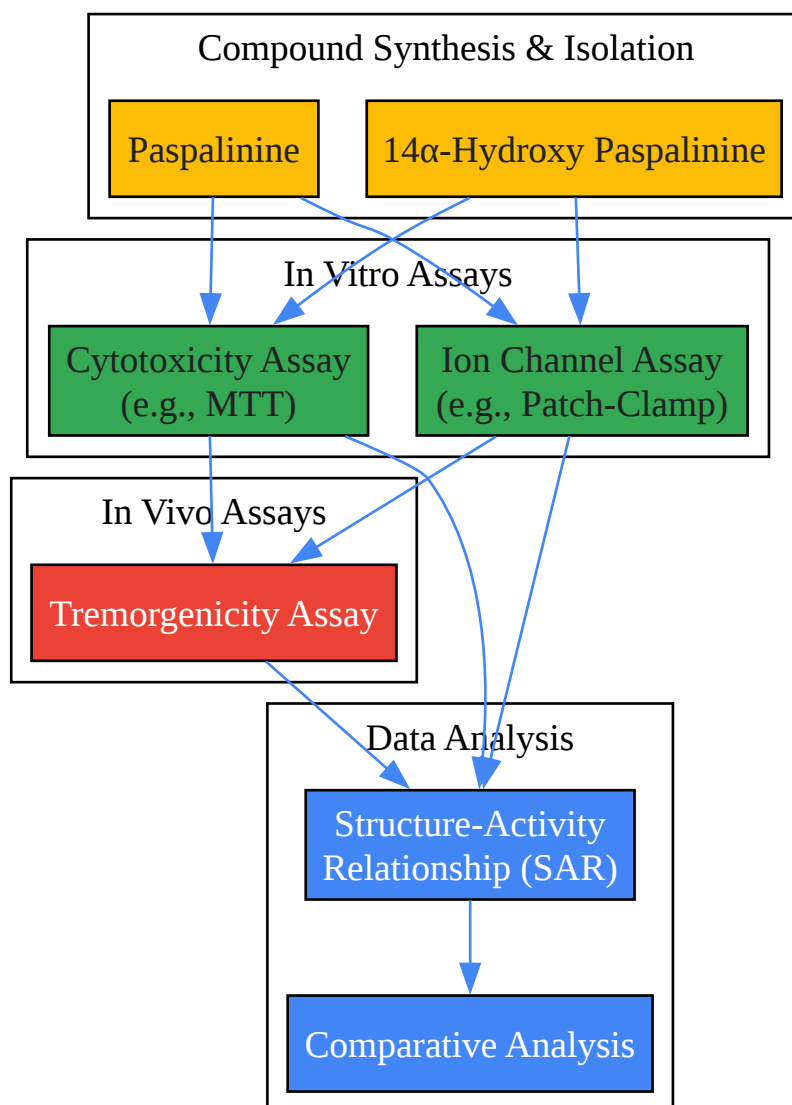 Compound Synthesis & Isolation
Paspalinine
14α-Hydroxy Paspalinine
In Vitro Assays
Cytotoxicity Assay
(e.g., MTT)
Ion Channel Assay
(e.g., Patch-Clamp)
In Vivo Assays
Tremorgenicity Assay
Data Analysis
Structure-Activity
Relationship (SAR)
Comparative Analysis